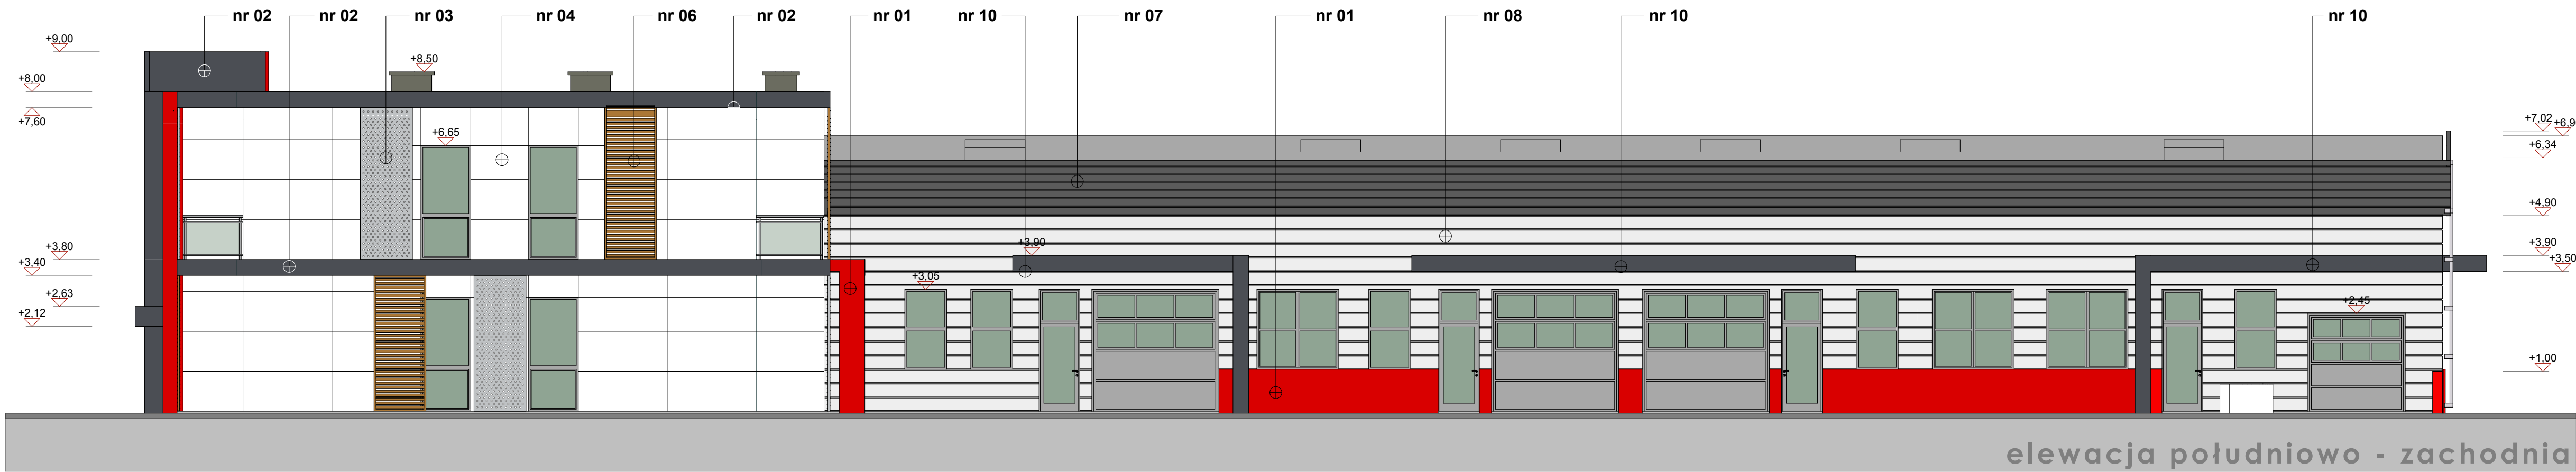 nr 02
nr 02
nr 03
nr 04
nr 06
nr 02
nr 01
nr 10
nr 07
nr 01
nr 08
nr 10
nr 10
+9,00
+8,00
+7,60
+3,80
+3,40
+2,63
+2,12
+8,50
+6,65
+3,05
+3,90
+2,45
+7,02
+6,9
+6,34
+4,90
+3,90
+3,50
+1,00
elewacja południowo - zachodnia